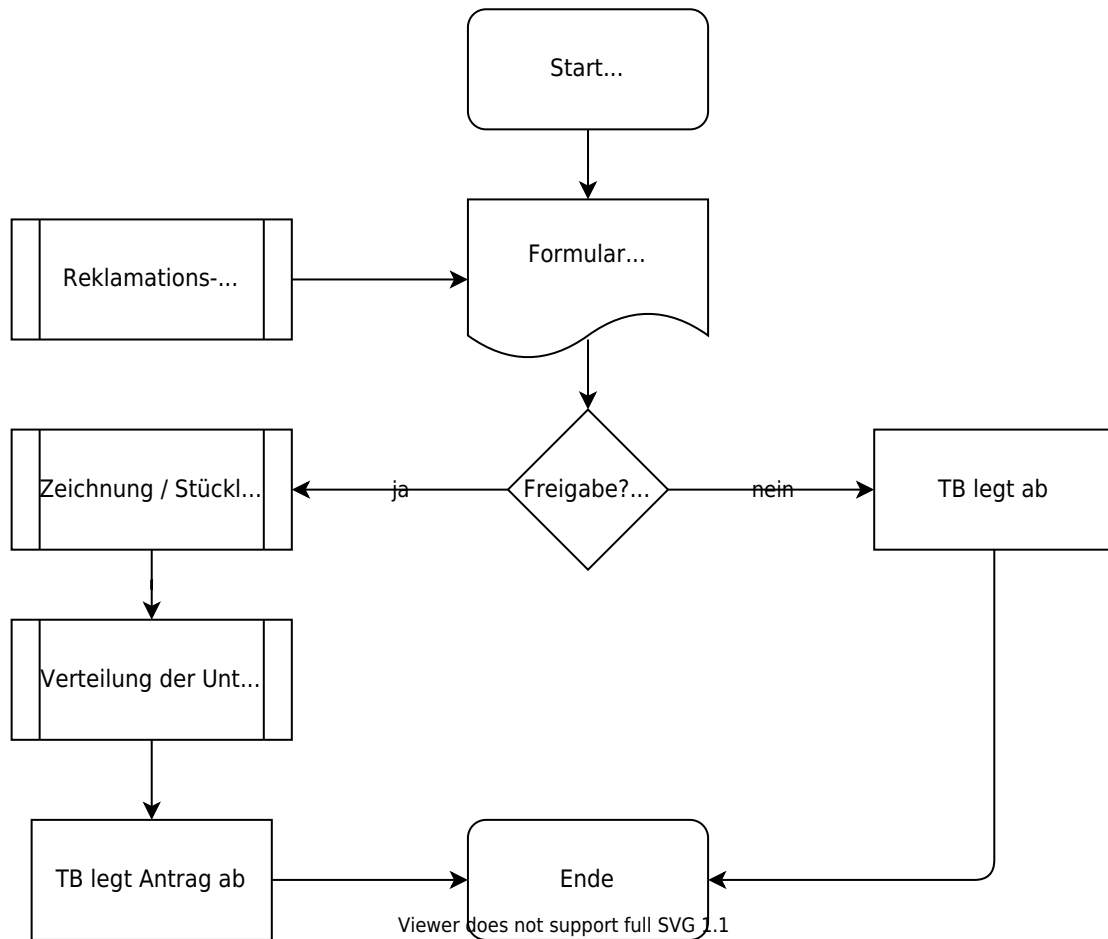 Start...
Formular...
Reklamations-...
Zeichnung / Stückl...
ja
Freigabe?...
nein
TB legt ab
Verteilung der Unt...
TB legt Antrag ab
Ende
Viewer does not support full SVG 1.1